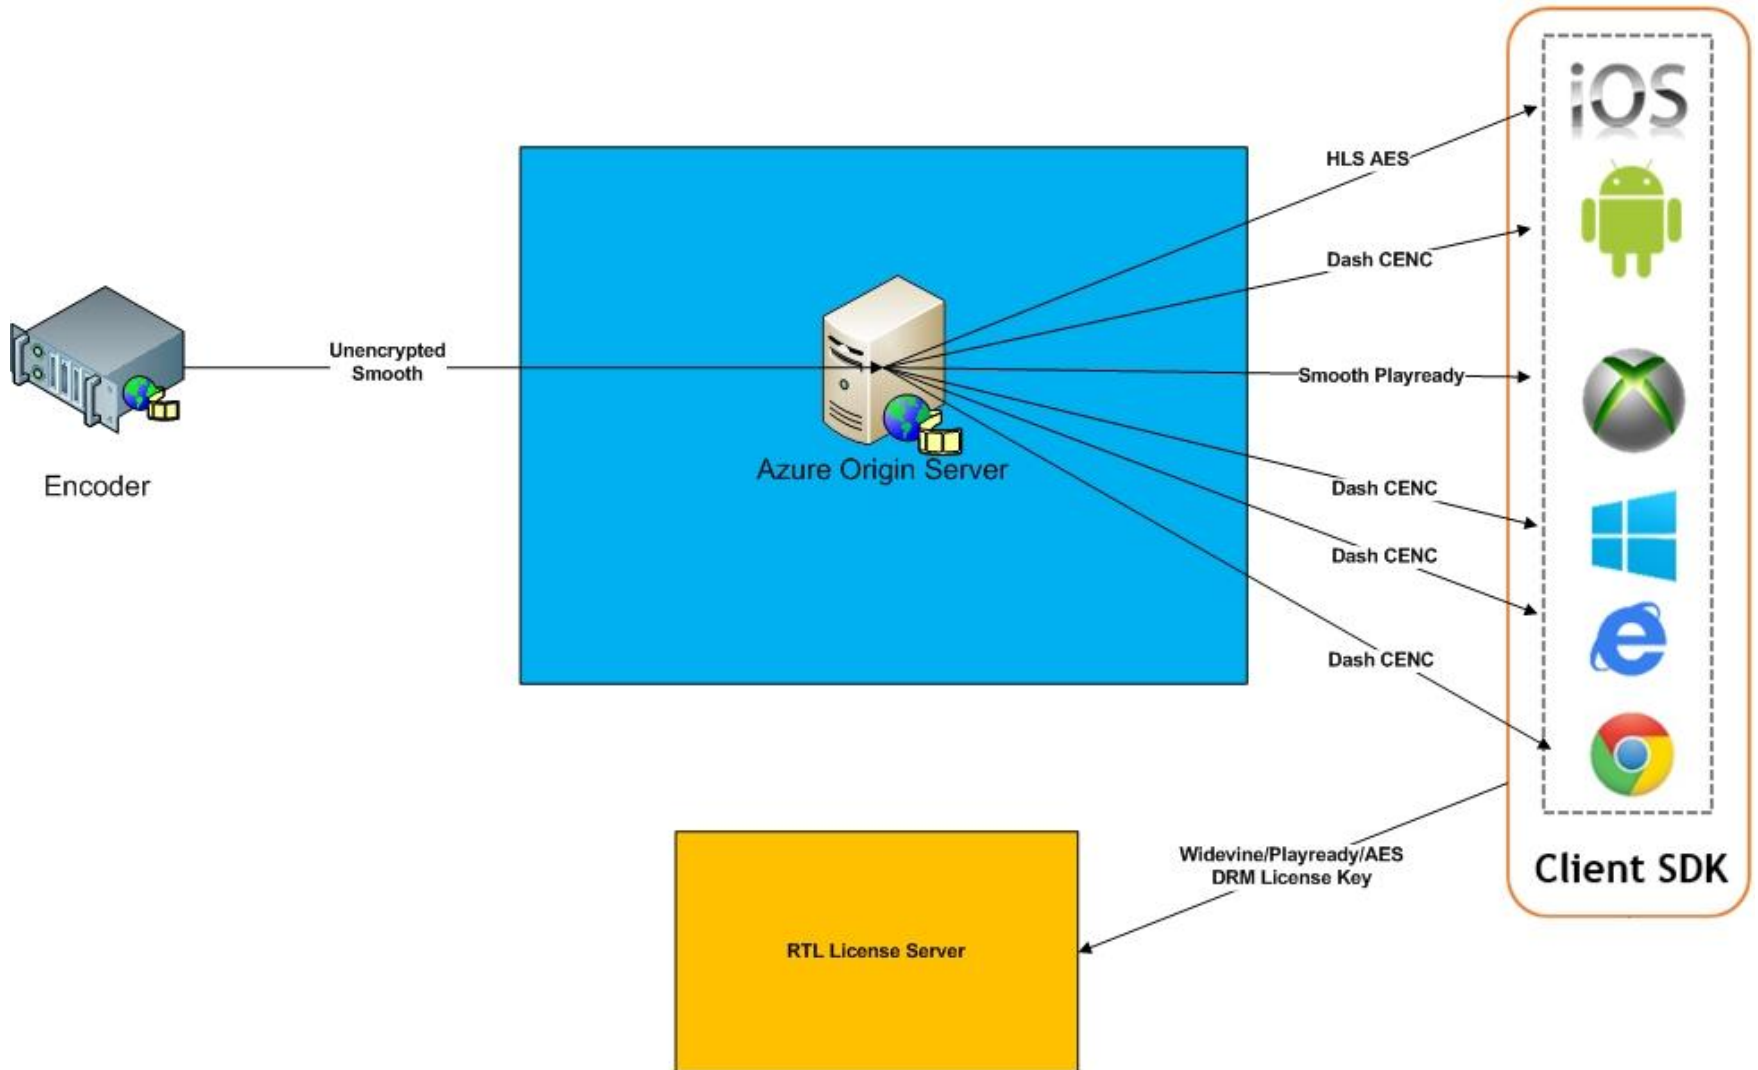 iOS
HLS AES
Dash CENC
Unencrypted
Smooth
Smooth Playready
Azure Origin Server
Encoder
Dash CENC
Dash CENC
Dash CENC
Widevine/Playready/AES
DRM License Key
Client SDK
RTL License Server